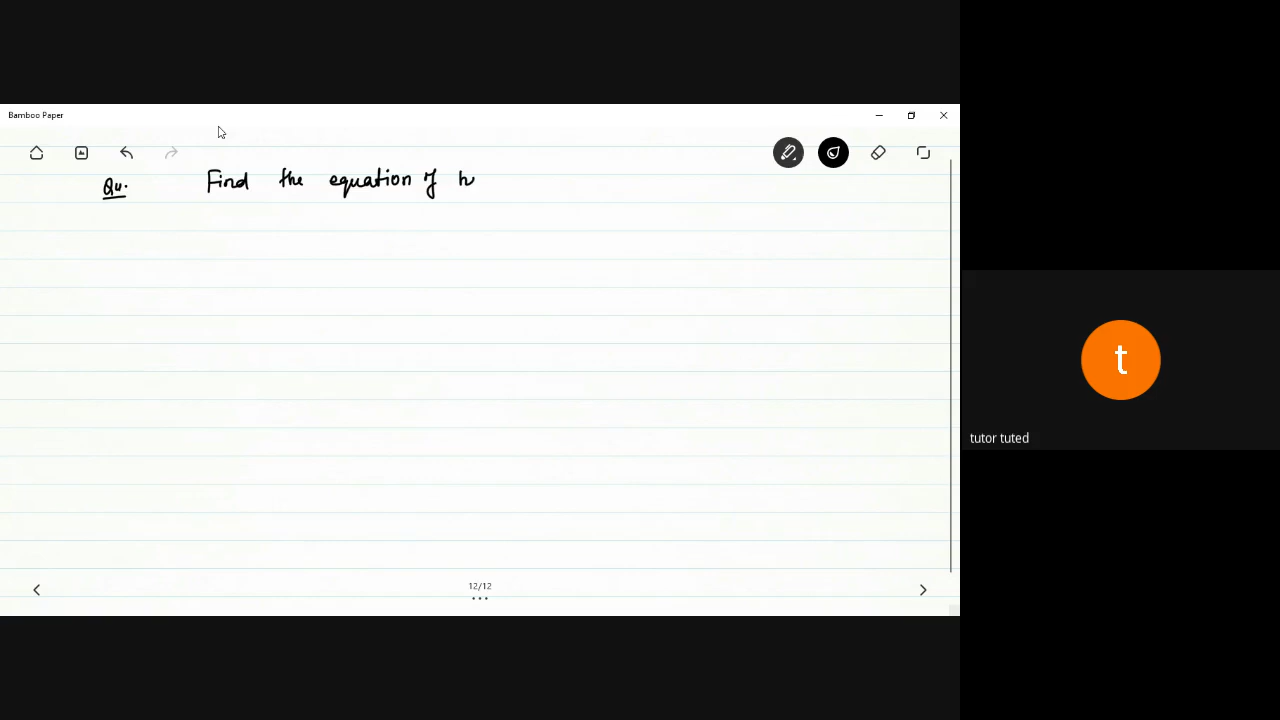 Bamboo Paper
Qu. Find the equation of h
12/12
t
tutor tuted